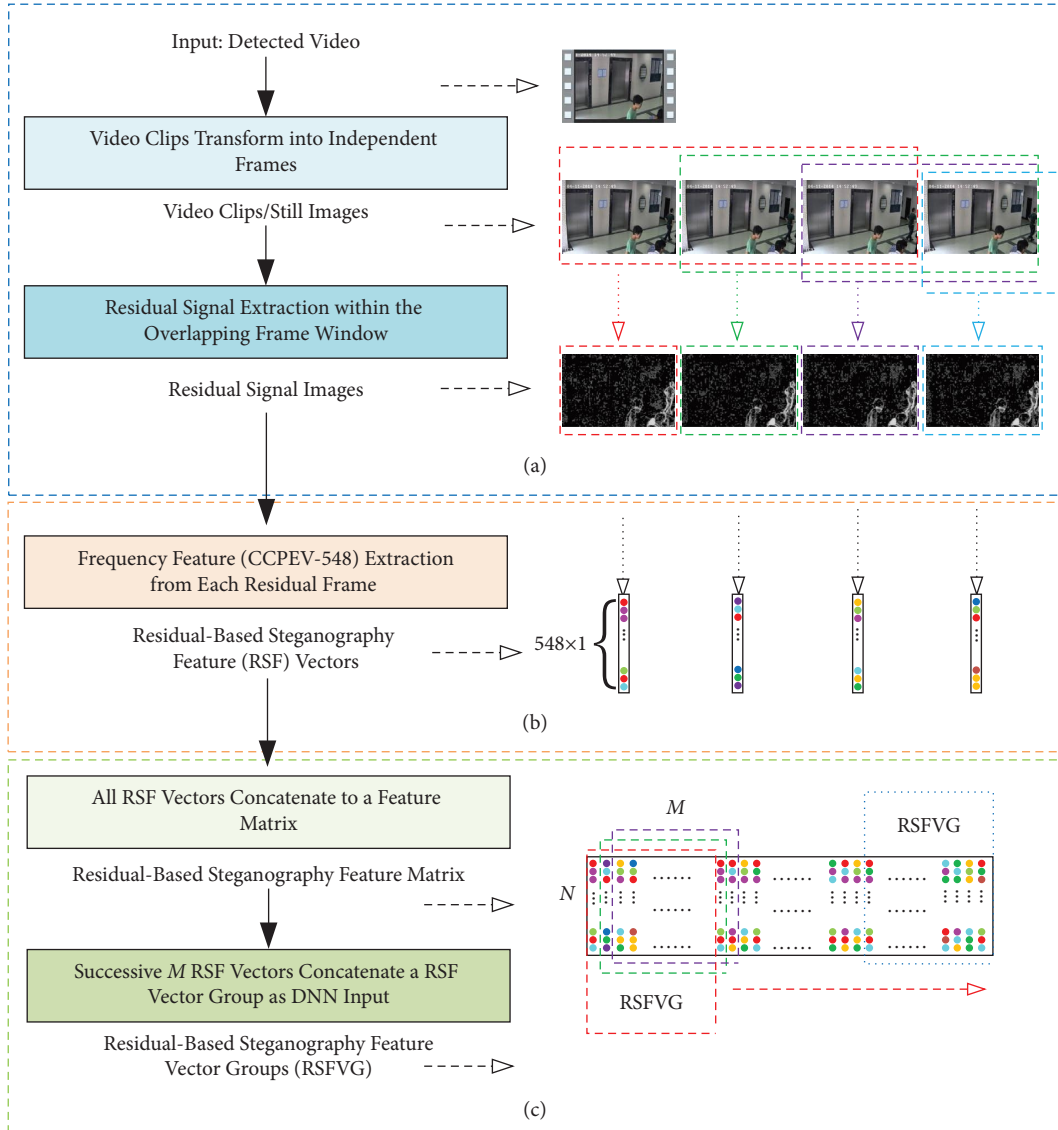 Input: Detected Video
Video Clips Transform into Independent
Frames
Video Clips/Still Images
Residual Signal Extraction within the
Overlapping Frame Window
Residual Signal Images
(a)
Frequency Feature (CCPEV-548) Extraction
from Each Residual Frame
Residual-Based Steganography
Feature (RSF) Vectors
548×1
(b)
All RSF Vectors Concatenate to a Feature
Matrix
Residual-Based Steganography Feature Matrix
Successive M RSF Vectors Concatenate a RSF
Vector Group as DNN Input
Residual-Based Steganography Feature
Vector Groups (RSFVG)
M
RSFVG
N
RSFVG
(c)